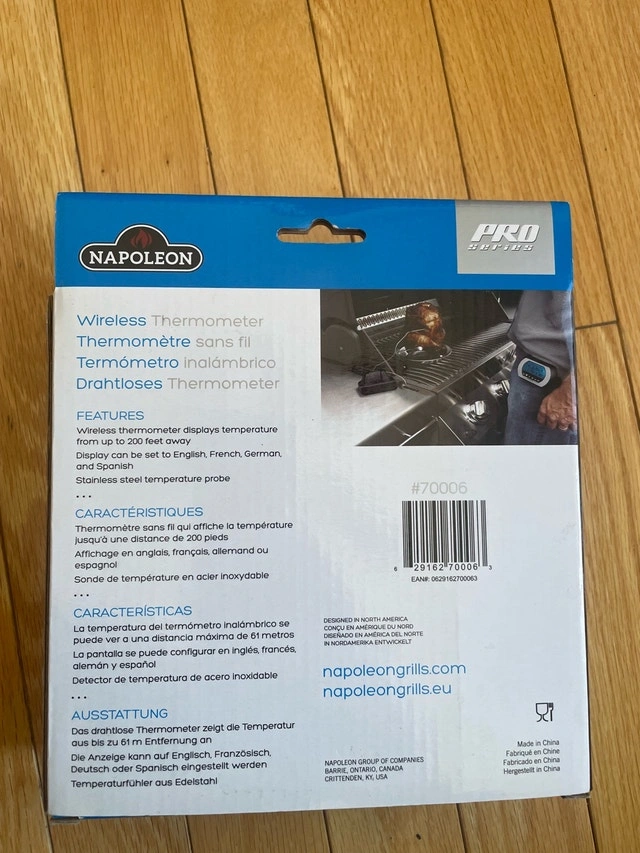 NAPOLEON
PRO
series
Wireless Thermometer
Thermomètre sans fil
Termómetro inalámbrico
Drahtloses Thermometer
FEATURES
Wireless thermometer displays temperature
from up to 200 feet away
Display can be set to English, French, German,
and Spanish
Stainless steel temperature probe
...
CARACTÉRISTIQUES
Thermomètre sans fil qui affiche la température
jusqu'à une distance de 200 pieds
Affichage en anglais, français, allemand ou
espagnol
Sonde de température en acier inoxydable
...
CARACTERÍSTICAS
La temperatura del termómetro inalámbrico se
puede ver a una distancia máxima de 61 metros
La pantalla se puede configurar en inglés, francés,
alemán y español
Detector de temperatura de acero inoxidable
...
AUSSTATTUNG
Das drahtlose Thermometer zeigt die Temperatur
aus bis zu 61 m Entfernung an
Die Anzeige kann auf Englisch, Französisch,
Deutsch oder Spanisch eingestellt werden
Temperaturfühler aus Edelstahl
#70006
6 29162 70006 3
EAN#: 0629162700063
DESIGNED IN NORTH AMERICA
CONÇU EN AMÉRIQUE DU NORD
DISEÑADO EN AMÉRICA DEL NORTE
IN NORDAMERIKA ENTWICKELT
napoleongrills.com
napoleongrills.eu
NAPOLEON GROUP OF COMPANIES
BARRIE, ONTARIO, CANADA
CRITTENDEN, KY, USA
Made in China
Fabriqué en Chine
Fabricado en China
Hergestellt in China